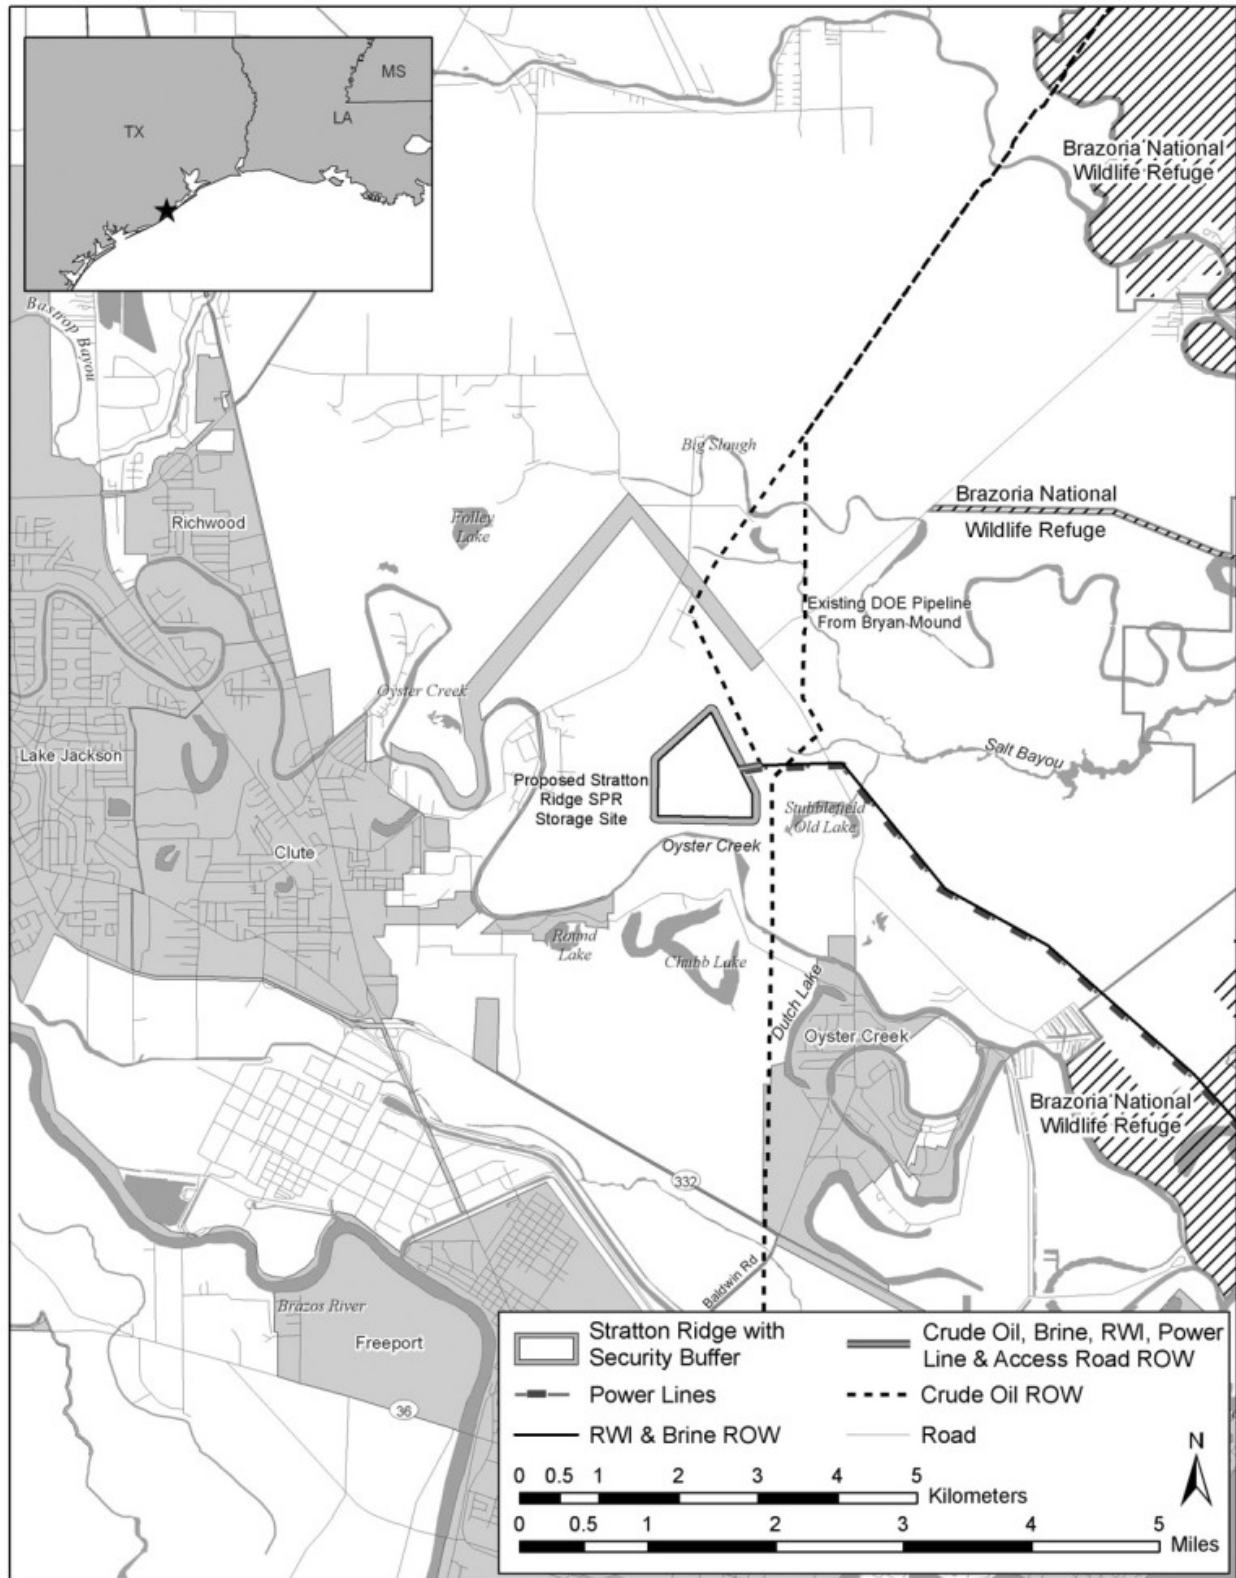 MS
TX
LA
Brazoria National
Wildlife Refuge
Bastrop
Bayou
Big Slough
Brazoria National
Wildlife Refuge
Richwood
Folley
Lake
Existing DOE Pipeline
From Bryan Mound
Oyster Creek
Lake Jackson
Salt Bayou
Proposed Stratton
Ridge SPR
Storage Site
Stubblefield
Old Lake
Clute
Oyster Creek
Round
Lake
Chubb Lake
Dutch Lake
Oyster Creek
Brazoria National
Wildlife Refuge
332
Baldwin Rd
Brazos River
Freeport
36
Stratton Ridge with
Security Buffer
Crude Oil, Brine, RWI, Power
Line & Access Road ROW
Power Lines
Crude Oil ROW
RWI & Brine ROW
Road
N
0 0.5 1 2 3 4 5
Kilometers
0 0.5 1 2 3 4 5
Miles